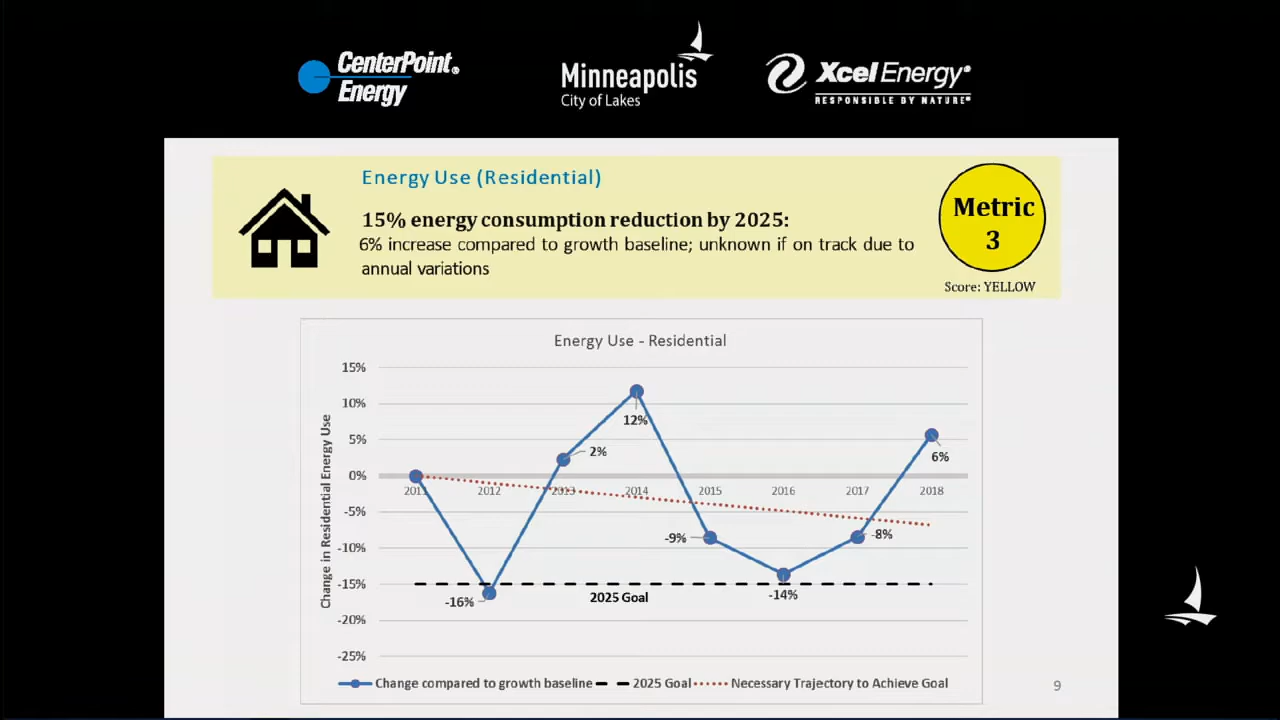 CenterPoint®
Energy
Minneapolis
City of Lakes
Xcel Energy®
RESPONSIBLE BY NATURE®
Energy Use (Residential)
15% energy consumption reduction by 2025:
6% increase compared to growth baseline; unknown if on track due to
annual variations
Metric
3
Score: YELLOW
Energy Use - Residential
Change in Residential Energy Use
15%
10%
5%
0%
-5%
-10%
-15%
-20%
-25%
12%
2%
6%
2011 2012 2013 2014 2015 2016 2017 2018
-9%
-8%
-16%
-14%
2025 Goal
Change compared to growth baseline 2025 Goal Necessary Trajectory to Achieve Goal
9